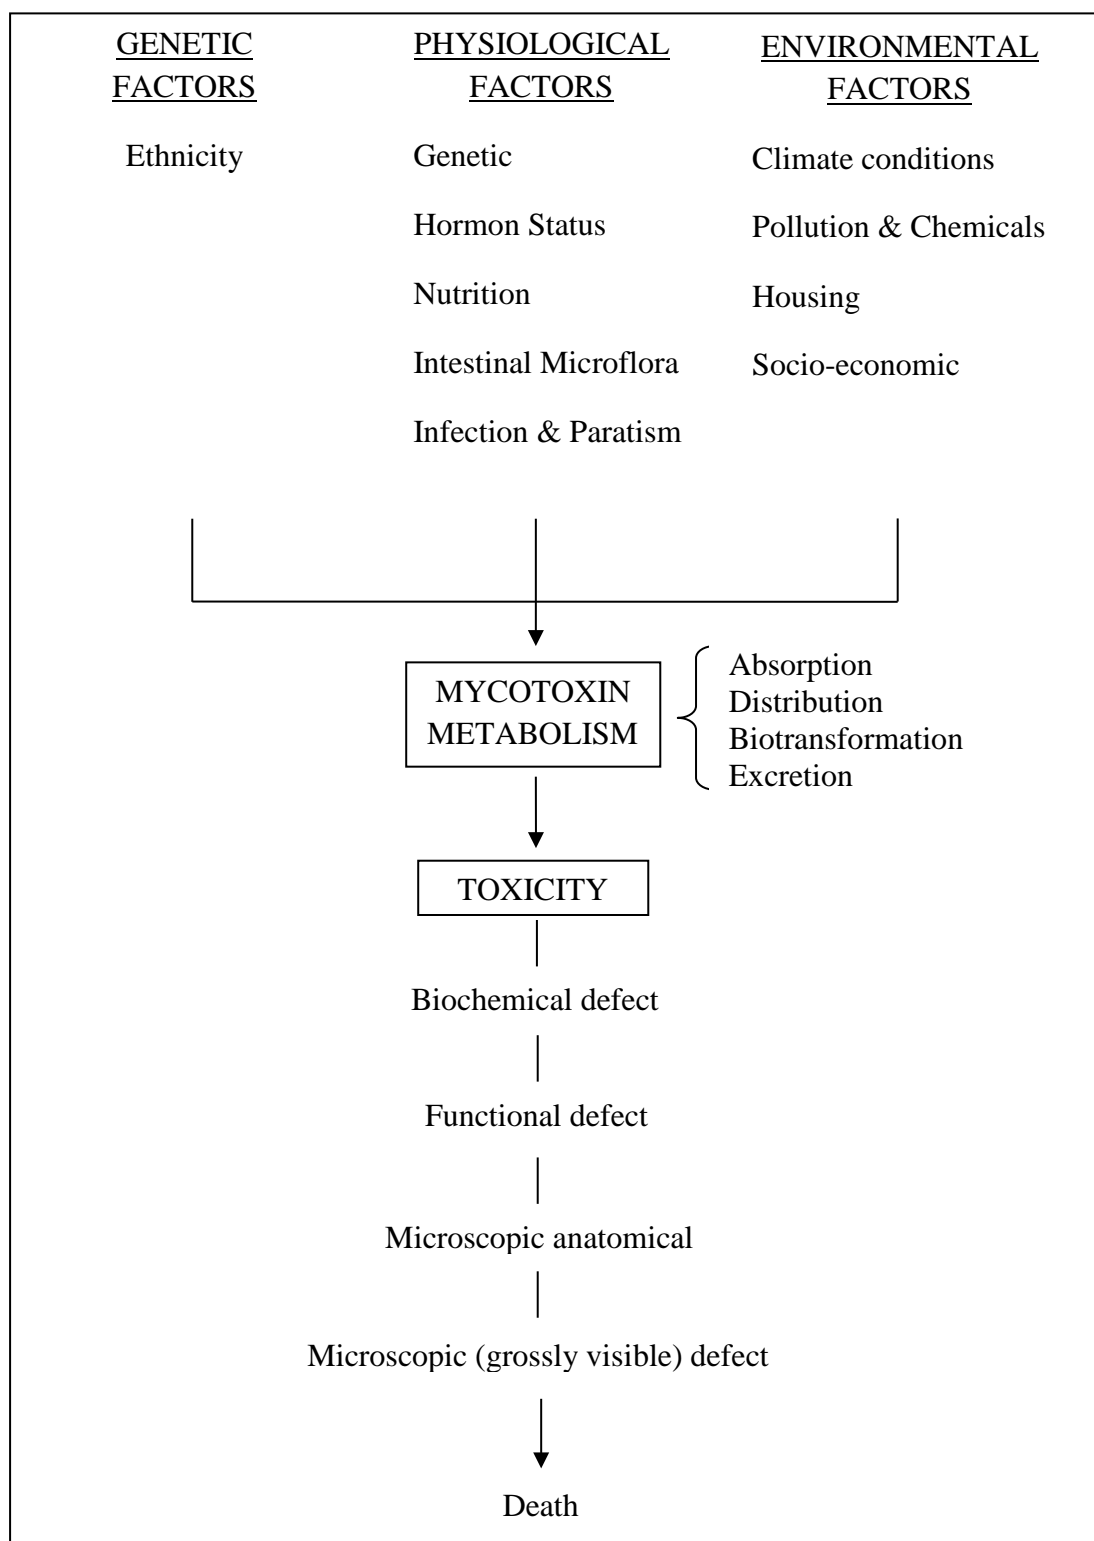 GENETIC
FACTORS
Ethnicity
PHYSIOLOGICAL
FACTORS
Genetic
Hormon Status
Nutrition
Intestinal Microflora
Infection & Paratism
ENVIRONMENTAL
FACTORS
Climate conditions
Pollution & Chemicals
Housing
Socio-economic
MYCOTOXIN
METABOLISM
Absorption
Distribution
Biotransformation
Excretion
TOXICITY
Biochemical defect
Functional defect
Microscopic anatomical
Microscopic (grossly visible) defect
Death